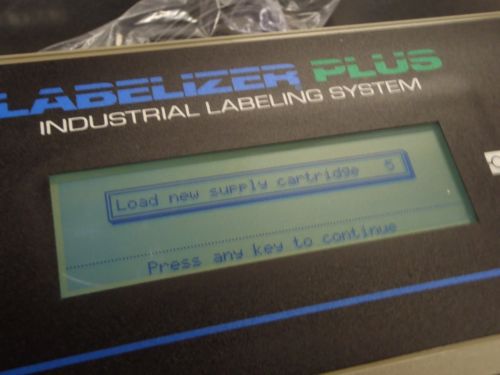 LABELIZER PLUS
INDUSTRIAL LABELING SYSTEM
Load new supply cartridge 5
Press any key to continue